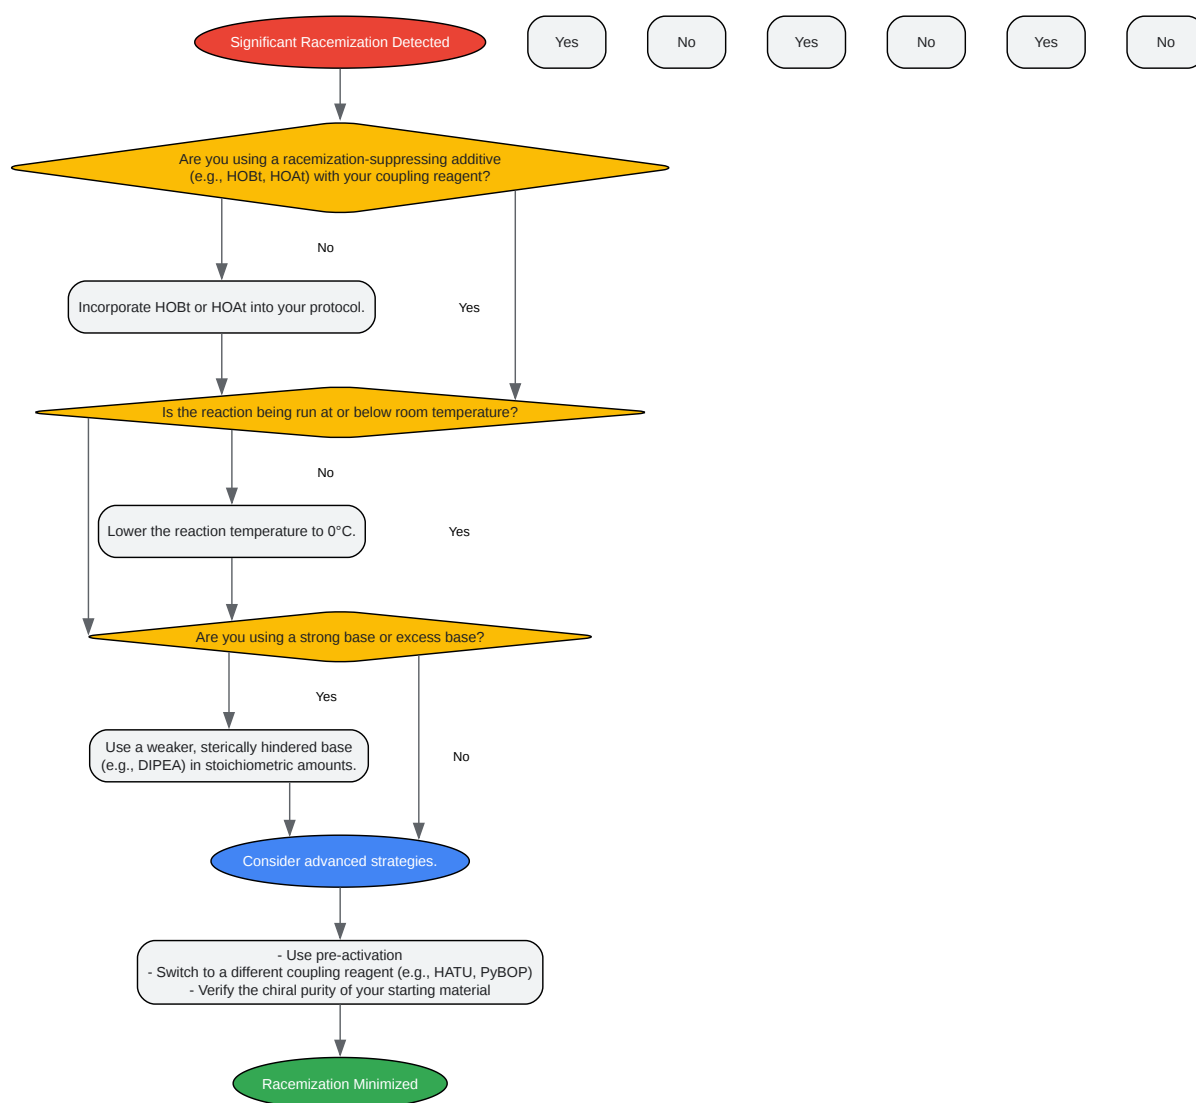 Significant Racemization Detected
Yes
No
Yes
No
Yes
No
Are you using a racemization-suppressing additive
(e.g., HOBt, HOAt) with your coupling reagent?
No
Incorporate HOBt or HOAt into your protocol.
Yes
Is the reaction being run at or below room temperature?
No
Lower the reaction temperature to 0°C.
Yes
Are you using a strong base or excess base?
Yes
Use a weaker, sterically hindered base
(e.g., DIPEA) in stoichiometric amounts.
No
Consider advanced strategies.
- Use pre-activation
- Switch to a different coupling reagent (e.g., HATU, PyBOP)
- Verify the chiral purity of your starting material
Racemization Minimized